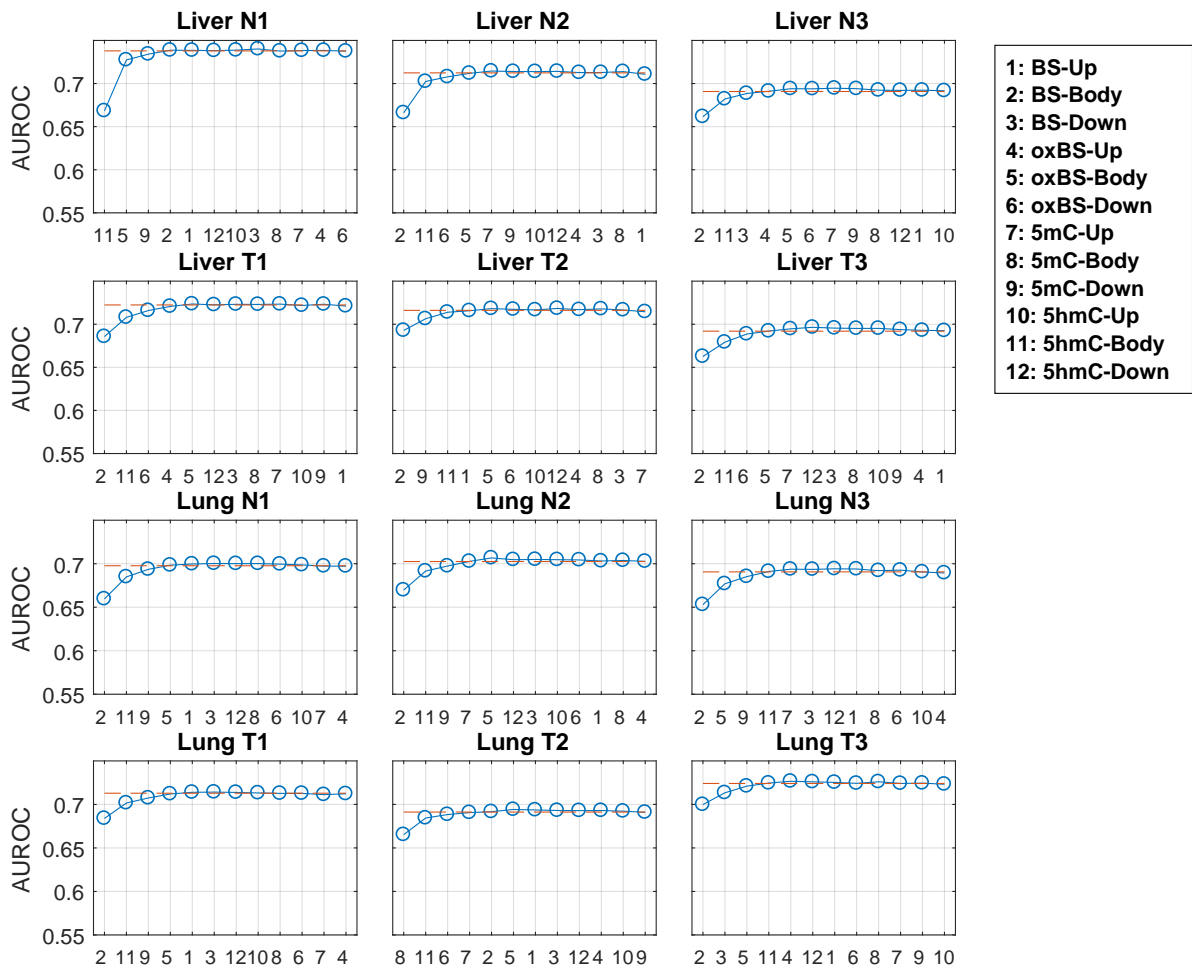 Liver N1 Liver N2 Liver N3
AUROC
0.7
0.65
0.6
0.55
11 5 9 2 1 12 10 3 8 7 4 6
2 11 6 5 7 9 10 12 4 3 8 1
2 11 3 4 5 6 7 9 8 12 1 10
1: BS-Up
2: BS-Body
3: BS-Down
4: oxBS-Up
5: oxBS-Body
6: oxBS-Down
7: 5mC-Up
8: 5mC-Body
9: 5mC-Down
10: 5hmC-Up
11: 5hmC-Body
12: 5hmC-Down
Liver T1 Liver T2 Liver T3
AUROC
0.7
0.65
0.6
0.55
2 11 6 4 5 12 3 8 7 10 9 1
2 9 11 1 5 6 10 12 4 8 3 7
2 11 6 5 7 12 3 8 10 9 4 1
Lung N1 Lung N2 Lung N3
AUROC
0.7
0.65
0.6
0.55
2 11 9 5 1 3 12 8 6 10 7 4
2 11 9 7 5 12 3 10 6 1 8 4
2 5 9 11 7 3 12 1 8 6 10 4
Lung T1 Lung T2 Lung T3
AUROC
0.7
0.65
0.6
0.55
2 11 9 5 1 3 12 10 8 6 7 4
8 11 6 7 2 5 1 3 12 4 10 9
2 3 5 11 4 12 1 6 8 7 9 10